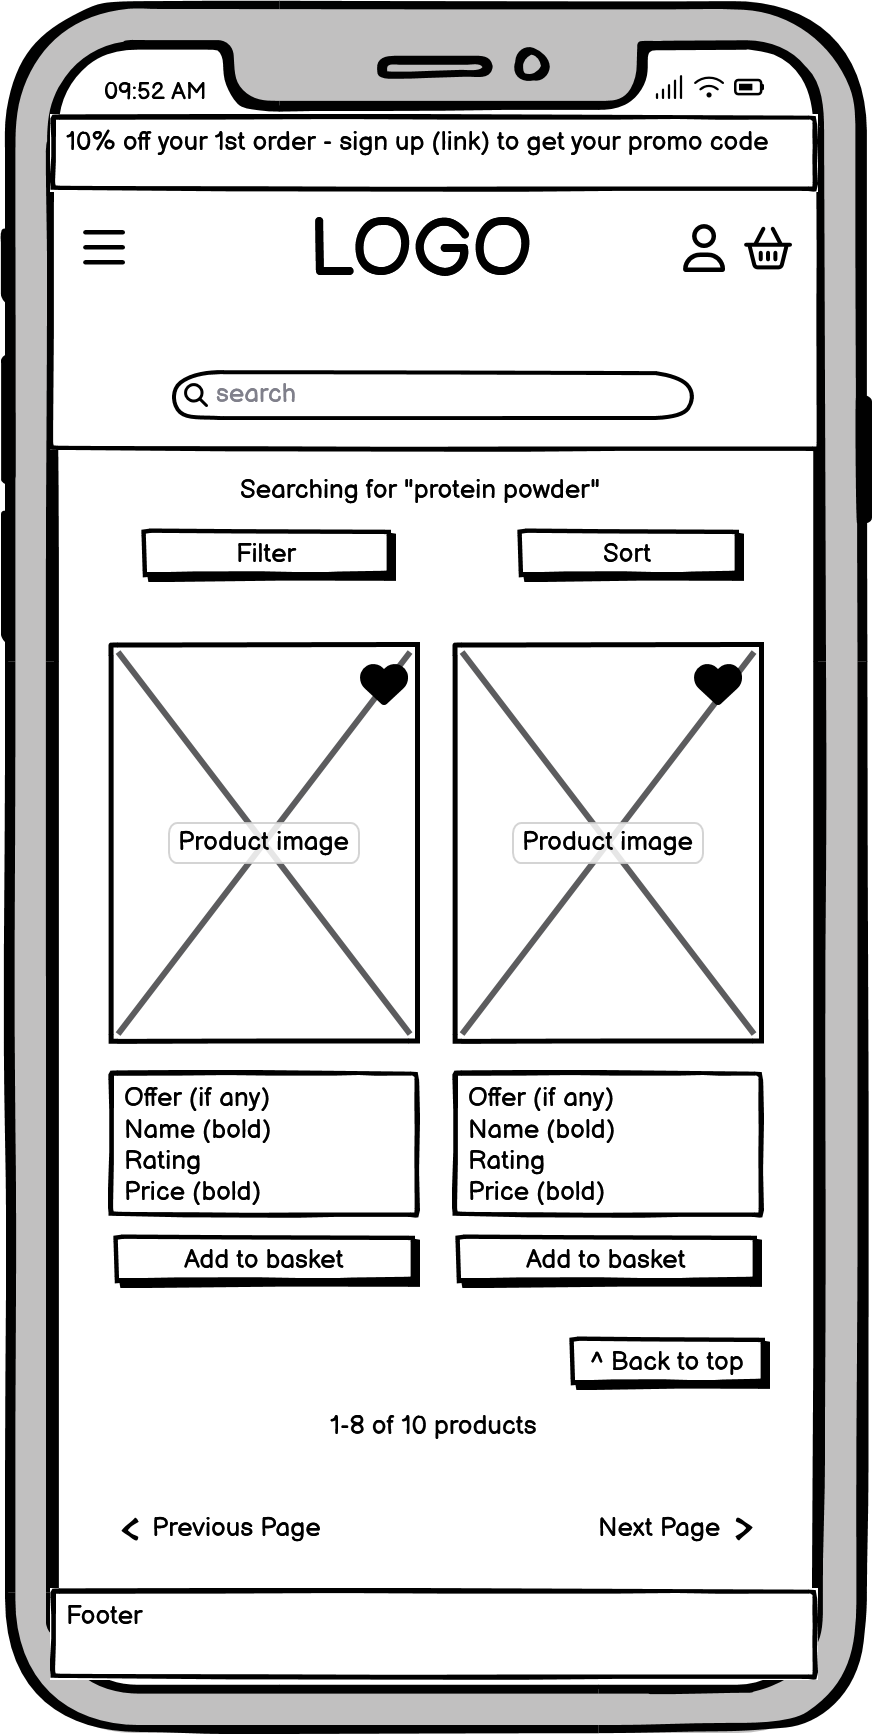 09:52 AM
10% off your 1st order - sign up (link) to get your promo code
LOGO
search
Searching for "protein powder"
Filter
Sort
Product image
Product image
Offer (if any)
Name (bold)
Rating
Price (bold)
Offer (if any)
Name (bold)
Rating
Price (bold)
Add to basket
Add to basket
^ Back to top
1-8 of 10 products
Previous Page
Next Page
Footer